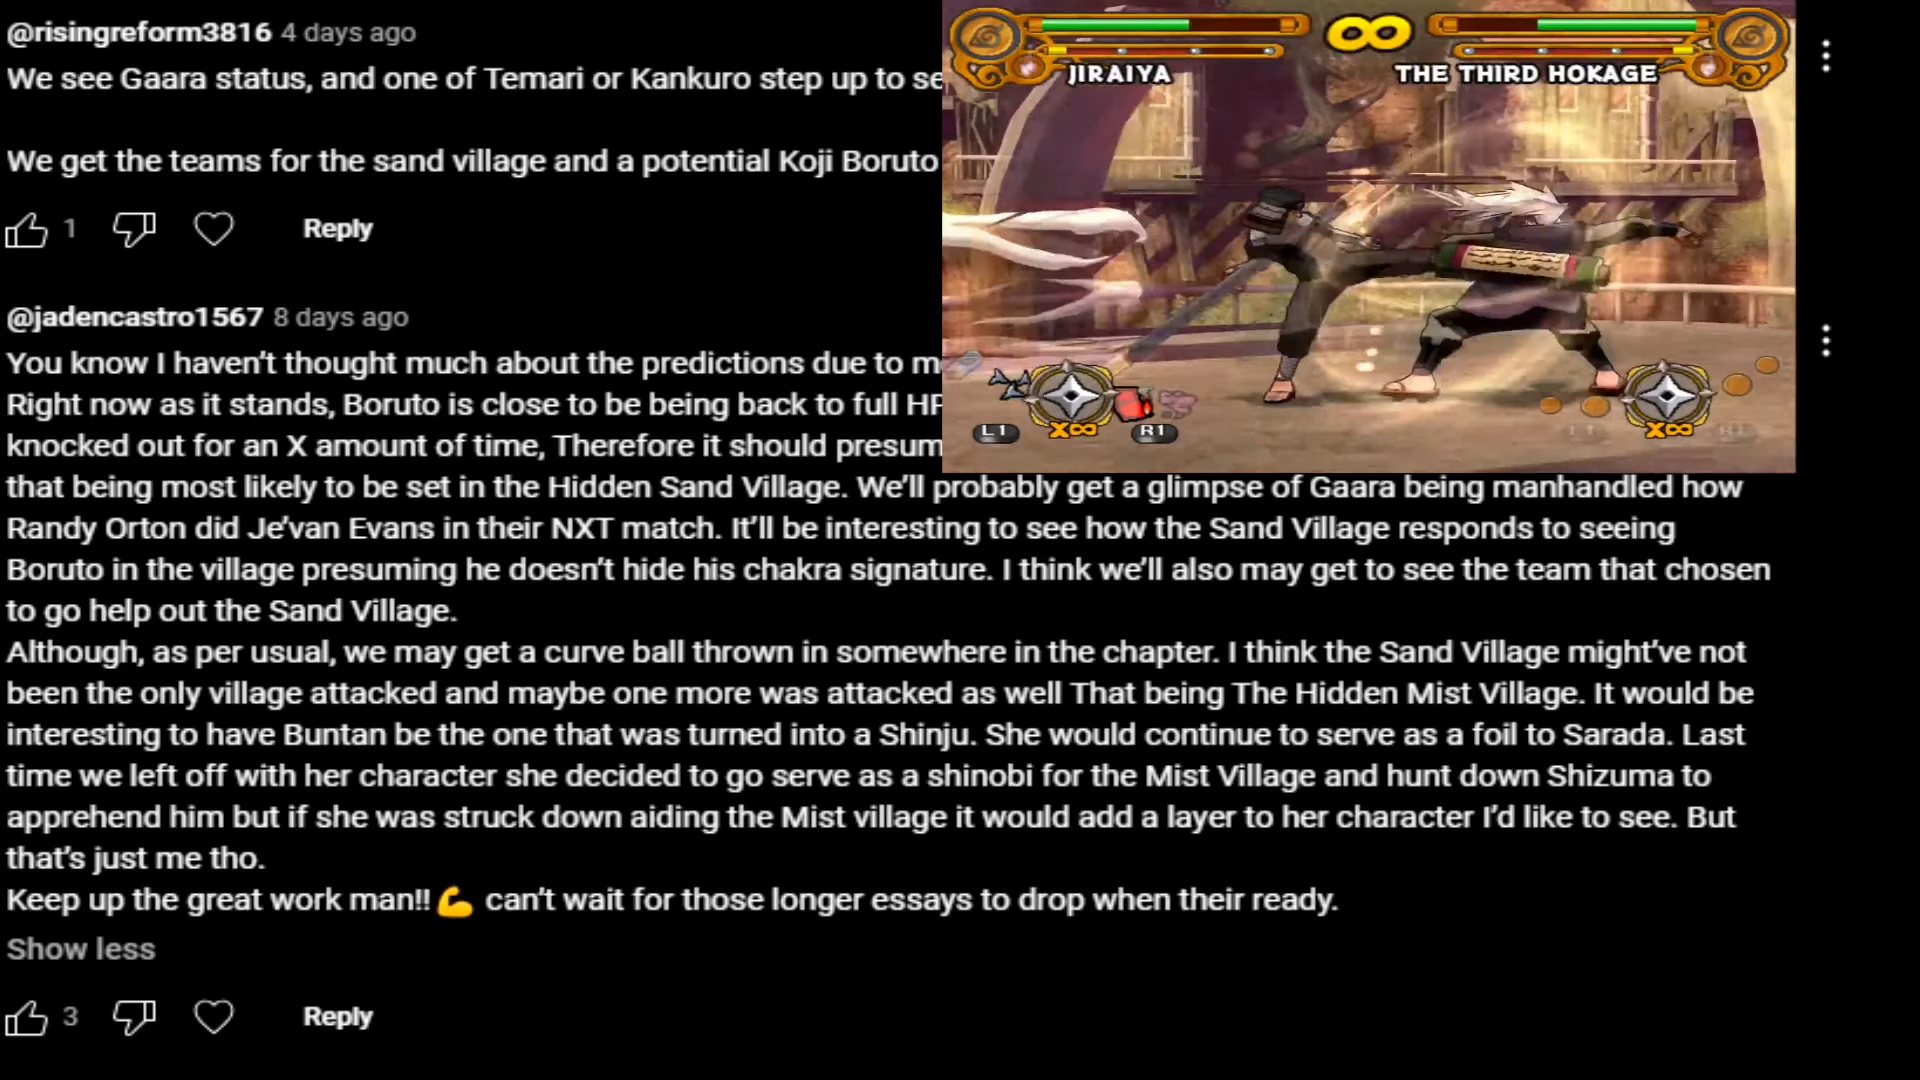 @risingreform3816 4 days ago
We see Gaara status, and one of Temari or Kankuro step up to se
We get the teams for the sand village and a potential Koji Boruto
1 Reply
@jadencastro1567 8 days ago
You know I haven't thought much about the predictions due to m
Right now as it stands, Boruto is close to be being back to full HP
knocked out for an X amount of time, Therefore it should presum
that being most likely to be set in the Hidden Sand Village. We'll probably get a glimpse of Gaara being manhandled how
Randy Orton did Je'van Evans in their NXT match. It'll be interesting to see how the Sand Village responds to seeing
Boruto in the village presuming he doesn't hide his chakra signature. I think we'll also may get to see the team that chosen
to go help out the Sand Village.
Although, as per usual, we may get a curve ball thrown in somewhere in the chapter. I think the Sand Village might've not
been the only village attacked and maybe one more was attacked as well That being The Hidden Mist Village. It would be
interesting to have Buntan be the one that was turned into a Shinju. She would continue to serve as a foil to Sarada. Last
time we left off with her character she decided to go serve as a shinobi for the Mist Village and hunt down Shizuma to
apprehend him but if she was struck down aiding the Mist village it would add a layer to her character I'd like to see. But
that's just me tho.
Keep up the great work man!!💪 can't wait for those longer essays to drop when their ready.
Show less
3 Reply
∞
JIRAIYA THE THIRD HOKAGE
L1 X∞ R1
L1 X∞ R1